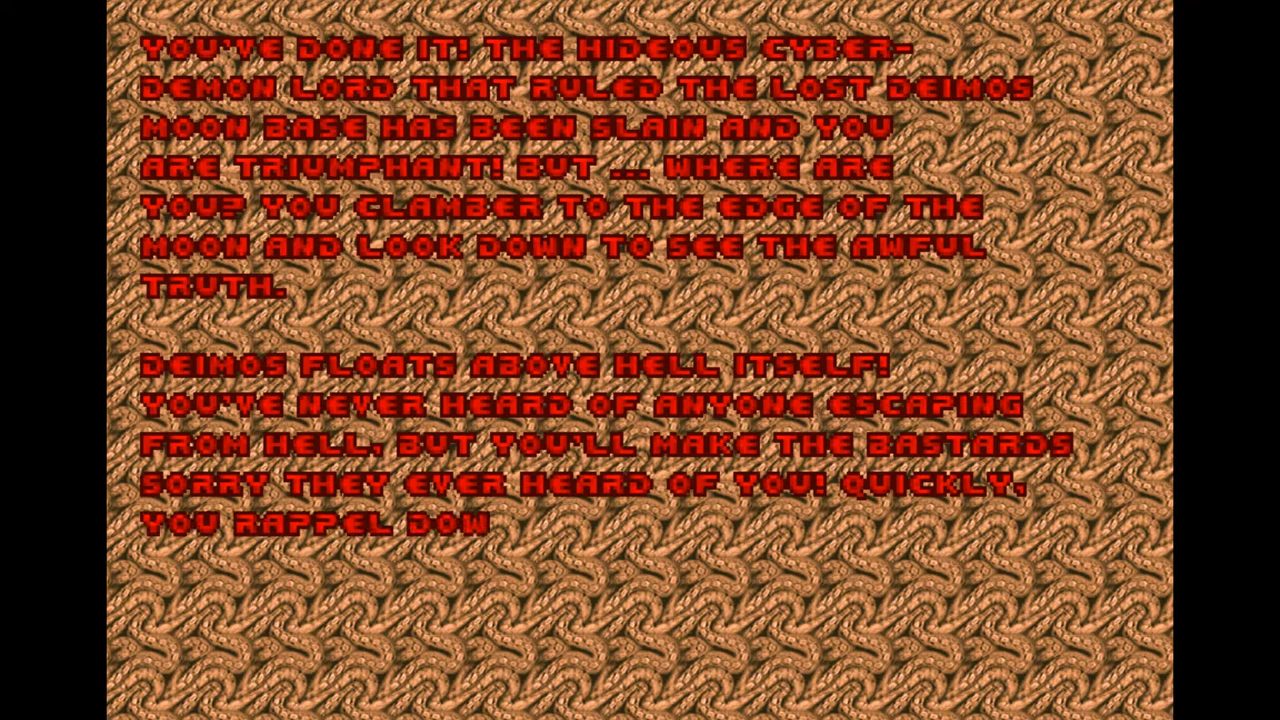 YOU'VE DONE IT! THE HIDEOUS CYBER-
DEMON LORD THAT RULED THE LOST DEIMOS
MOON BASE HAS BEEN SLAIN AND YOU
ARE TRIUMPHANT! BUT ... WHERE ARE
YOU? YOU CLAMBER TO THE EDGE OF THE
MOON AND LOOK DOWN TO SEE THE AWFUL
TRUTH.
DEIMOS FLOATS ABOVE HELL ITSELF!
YOU'VE NEVER HEARD OF ANYONE ESCAPING
FROM HELL, BUT YOU'LL MAKE THE BASTARDS
SORRY THEY EVER HEARD OF YOU! QUICKLY,
YOU RAPPEL DOW